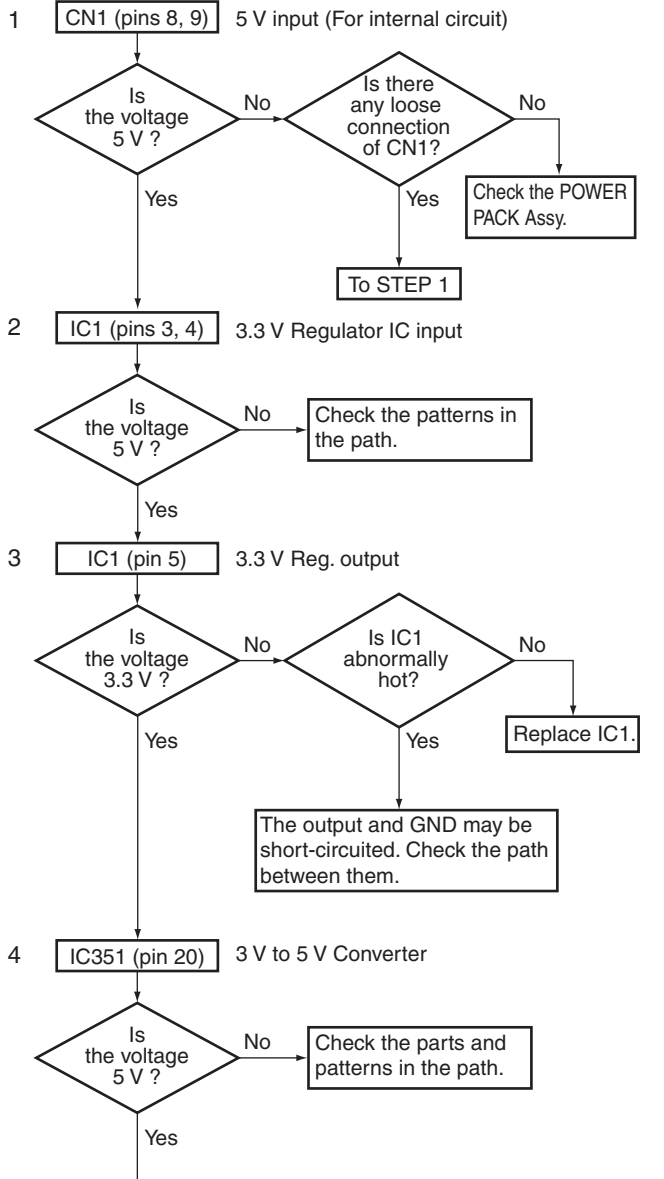 1
CN1 (pins 8, 9)
5 V input (For internal circuit)
Is
the voltage
5 V ?
No
Is there
any loose
connection
of CN1?
No
Check the POWER
PACK Assy.
Yes
Yes
To STEP 1
2
IC1 (pins 3, 4)
3.3 V Regulator IC input
Is
the voltage
5 V ?
No
Check the patterns in
the path.
Yes
3
IC1 (pin 5)
3.3 V Reg. output
Is
the voltage
3.3 V ?
No
Is IC1
abnormally
hot?
No
Replace IC1.
Yes
Yes
The output and GND may be
short-circuited. Check the path
between them.
4
IC351 (pin 20)
3 V to 5 V Converter
Is
the voltage
5 V ?
No
Check the parts and
patterns in the path.
Yes